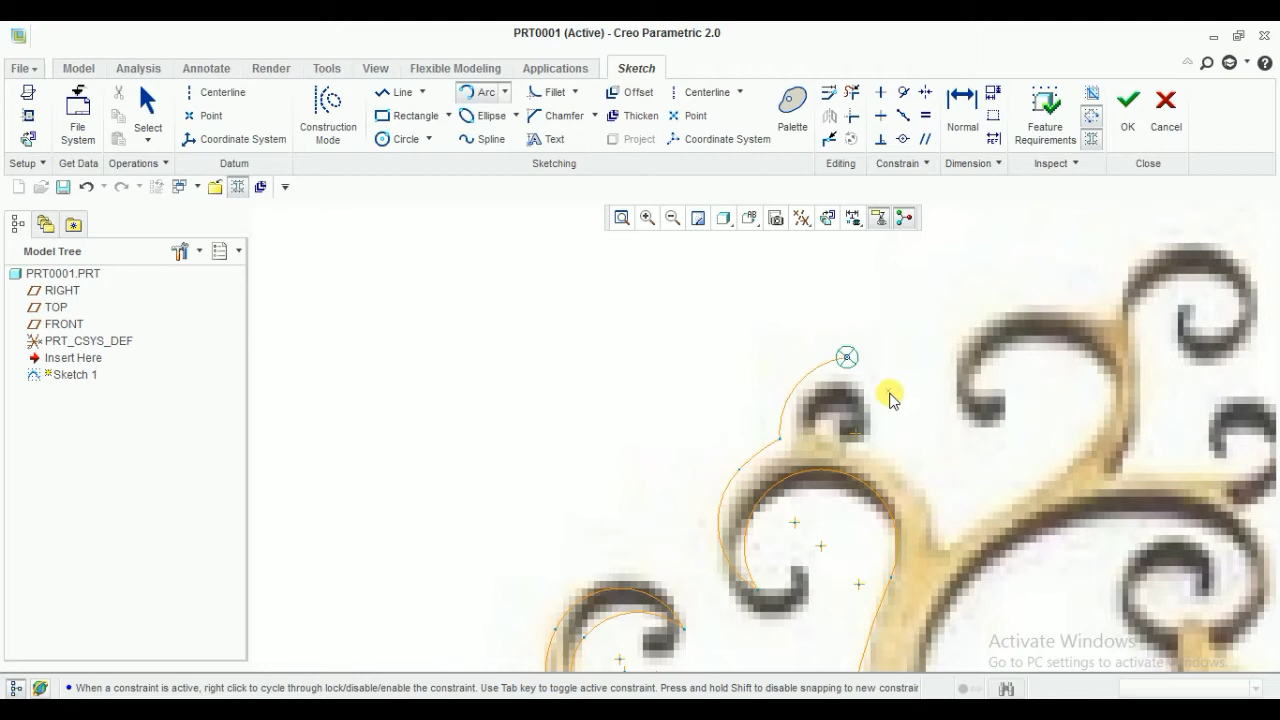 PRT0001 (Active) - Creo Parametric 2.0
File Model Analysis Annotate Render Tools View Flexible Modeling Applications Sketch
File System
Select
Centerline
Point
Coordinate System
Construction Mode
Line Arc Fillet Offset Centerline
Rectangle Ellipse Chamfer Thicken Point
Circle Spline Text Project Coordinate System
Palette
Normal
Feature Requirements
OK
Cancel
Setup Get Data Operations Datum Sketching Editing Constrain Dimension Inspect Close
Model Tree
PRT0001.PRT
RIGHT
TOP
FRONT
PRT_CSYS_DEF
Insert Here
Sketch 1
Activate Windows
Go to PC settings to activate Windows.
When a constraint is active, right click to cycle through lock/disable/enable the constraint. Use Tab key to toggle active constraint. Press and hold Shift to disable snapping to new constrair